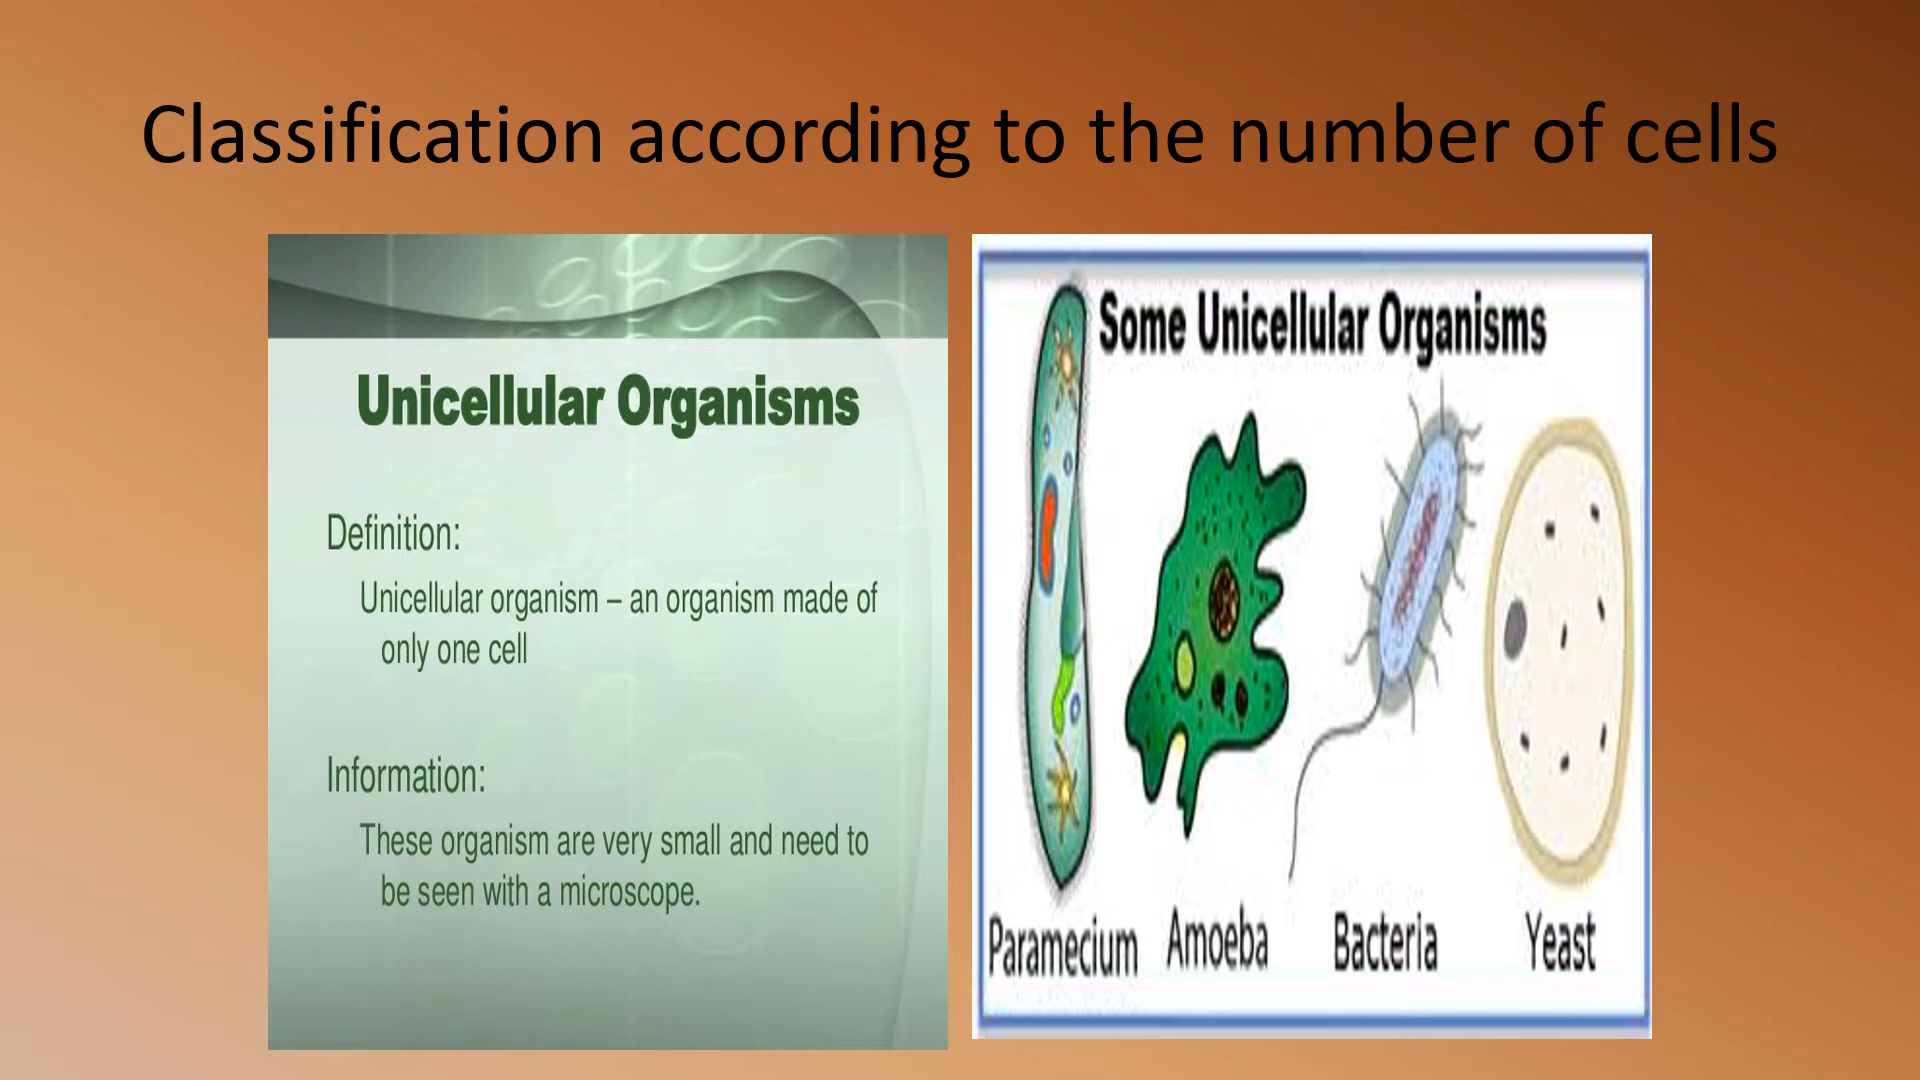 Classification according to the number of cells
Unicellular Organisms
Definition:
Unicellular organism – an organism made of
only one cell
Information:
These organism are very small and need to
be seen with a microscope.
Some Unicellular Organisms
Paramecium Amoeba Bacteria Yeast